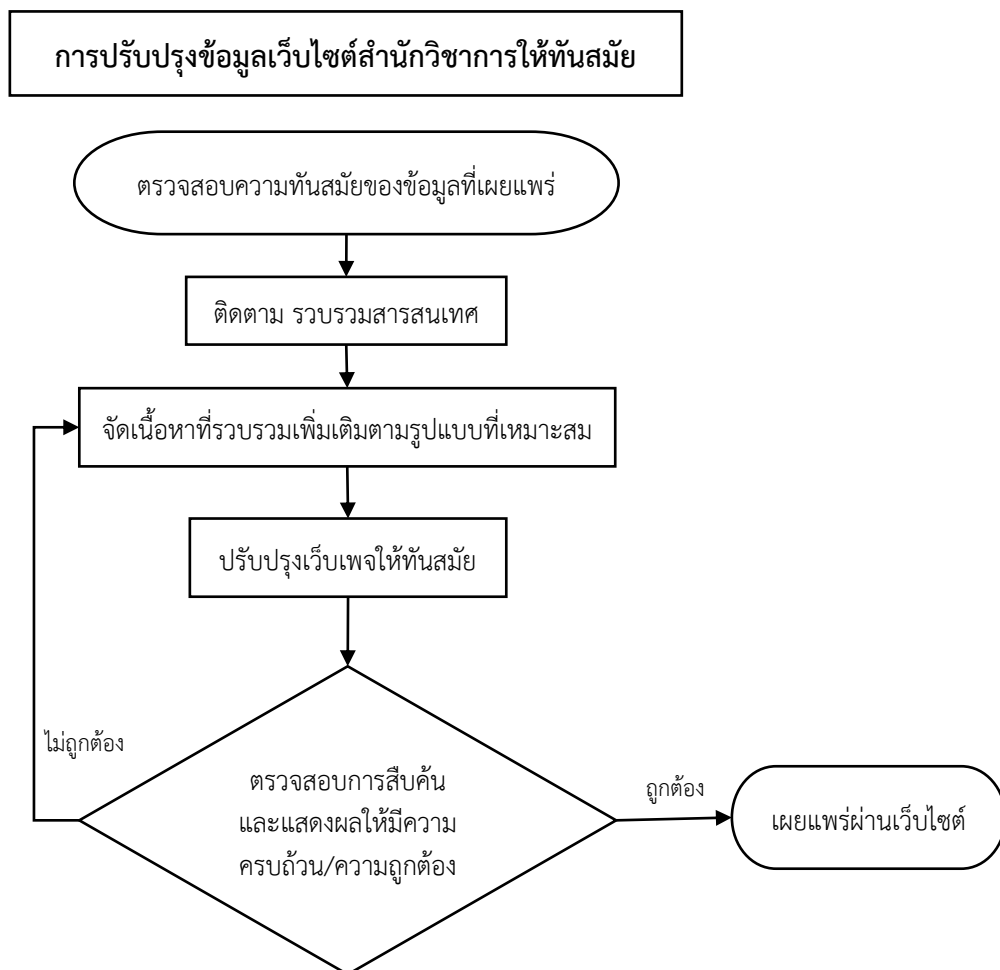 การปรับปรุงข้อมูลเว็บไซต์สำนักวิชาการให้ทันสมัย
ตรวจสอบความทันสมัยของข้อมูลที่เผยแพร่
ติดตาม รวบรวมสารสนเทศ
จัดเนื้อหาที่รวบรวมเพิ่มเติมตามรูปแบบที่เหมาะสม
ปรับปรุงเว็บเพจให้ทันสมัย
ไม่ถูกต้อง
ตรวจสอบการสืบค้น
และแสดงผลให้มีความ
ครบถ้วน/ความถูกต้อง
ถูกต้อง
เผยแพร่ผ่านเว็บไซต์